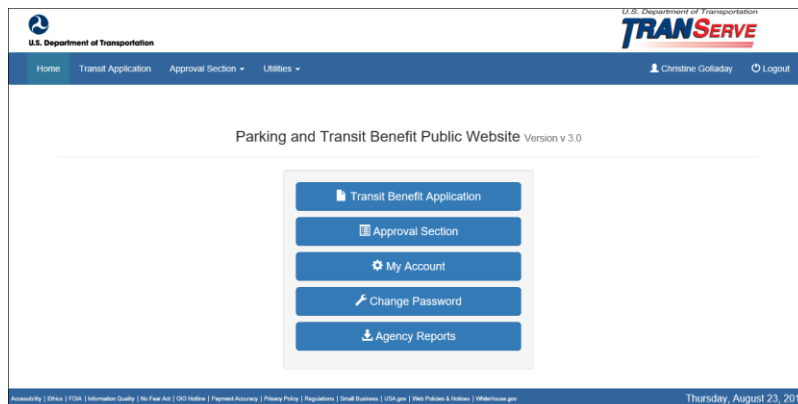 U.S. Department of Transportation
TRANSERVE
U.S. Department of Transportation
Home Transit Application Approval Section Utilities Christine Golladay Logout
Parking and Transit Benefit Public Website Version v 3.0
Transit Benefit Application
Approval Section
My Account
Change Password
Agency Reports
Accessibility | Ethics | FOIA | Information Quality | No Fear Act | OIG Hotline | Payment Accuracy | Privacy Policy | Regulations | Small Business | USA.gov | Web Policies & Notices | WhiteHouse.gov Thursday, August 23, 201